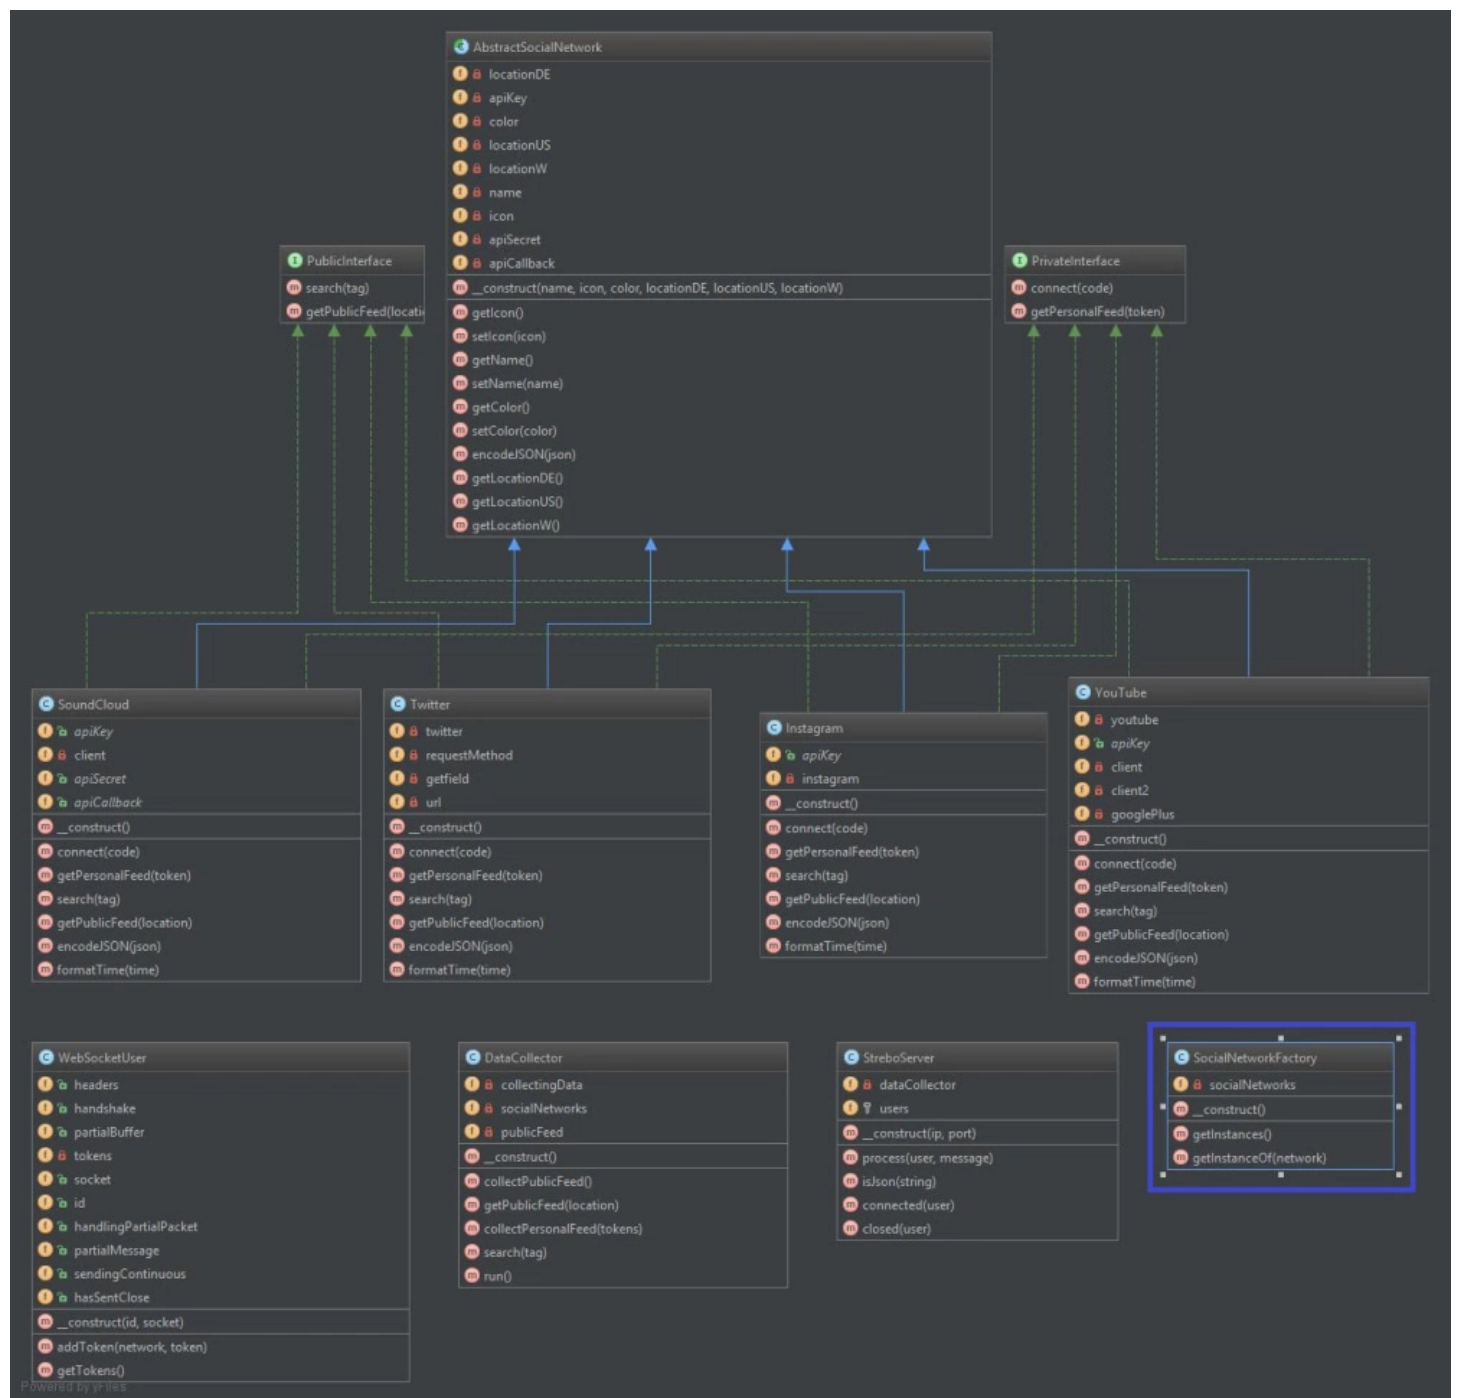 AbstractSocialNetwork
locationDE
apiKey
color
locationUS
locationW
name
icon
apiSecret
apiCallback
__construct(name, icon, color, locationDE, locationUS, locationW)
getIcon()
setIcon(icon)
getName()
setName(name)
getColor()
setColor(color)
encodeJSON(json)
getLocationDE()
getLocationUS()
getLocationW()
PublicInterface
search(tag)
getPublicFeed(locati
PrivateInterface
connect(code)
getPersonalFeed(token)
SoundCloud
apiKey
client
apiSecret
apiCallback
__construct()
connect(code)
getPersonalFeed(token)
search(tag)
getPublicFeed(location)
encodeJSON(json)
formatTime(time)
Twitter
twitter
requestMethod
getfield
url
__construct()
connect(code)
getPersonalFeed(token)
search(tag)
getPublicFeed(location)
encodeJSON(json)
formatTime(time)
Instagram
apiKey
instagram
__construct()
connect(code)
getPersonalFeed(token)
search(tag)
getPublicFeed(location)
encodeJSON(json)
formatTime(time)
YouTube
youtube
apiKey
client
client2
googlePlus
__construct()
connect(code)
getPersonalFeed(token)
search(tag)
getPublicFeed(location)
encodeJSON(json)
formatTime(time)
WebSocketUser
headers
handshake
partialBuffer
tokens
socket
id
handlingPartialPacket
partialMessage
sendingContinuous
hasSentClose
__construct(id, socket)
addToken(network, token)
getTokens()
DataCollector
collectingData
socialNetworks
publicFeed
__construct()
collectPublicFeed()
getPublicFeed(location)
collectPersonalFeed(tokens)
search(tag)
run()
StreboServer
dataCollector
users
__construct(ip, port)
process(user, message)
isJson(string)
connected(user)
closed(user)
SocialNetworkFactory
socialNetworks
__construct()
getInstances()
getInstanceOf(network)
Powered by yFiles